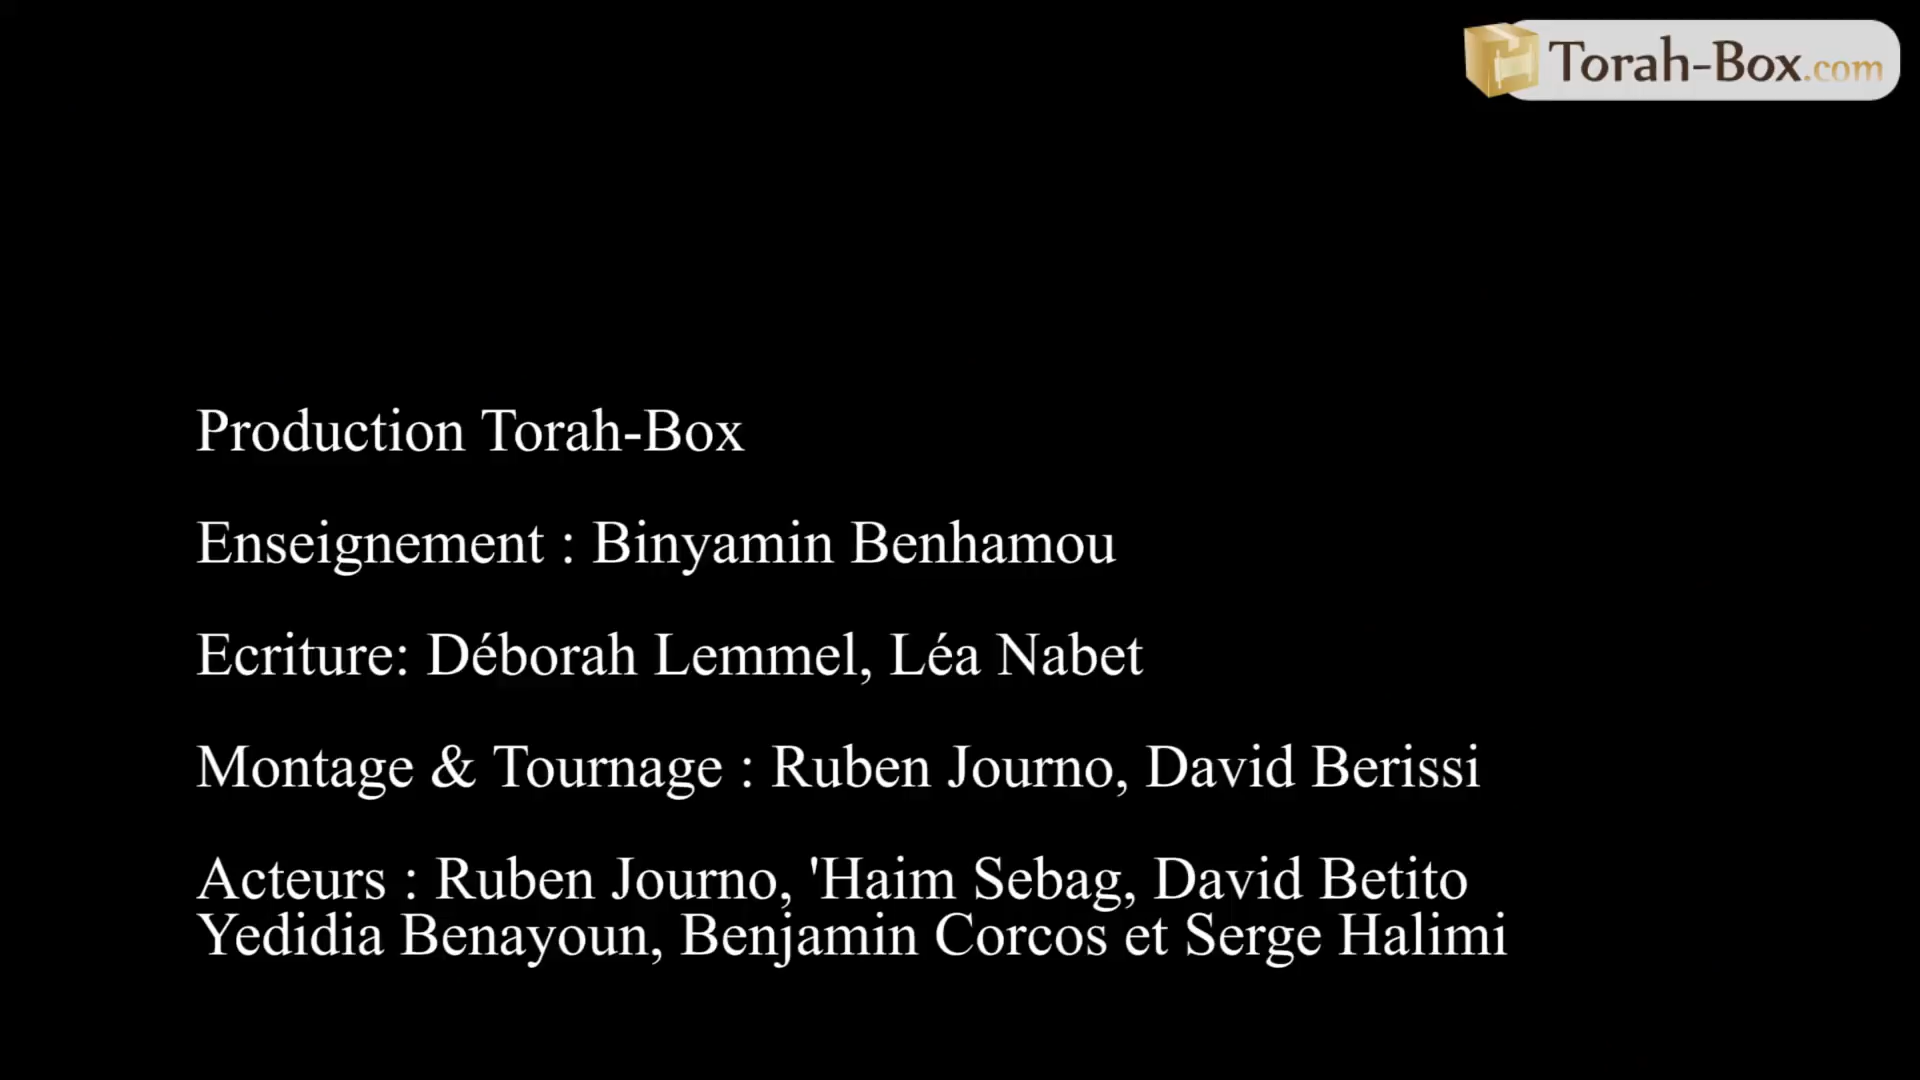 Torah-Box.com
Production Torah-Box
Enseignement : Binyamin Benhamou
Ecriture: Déborah Lemmel, Léa Nabet
Montage & Tournage : Ruben Journo, David Berissi
Acteurs : Ruben Journo, 'Haim Sebag, David Betito
Yedidia Benayoun, Benjamin Corcos et Serge Halimi